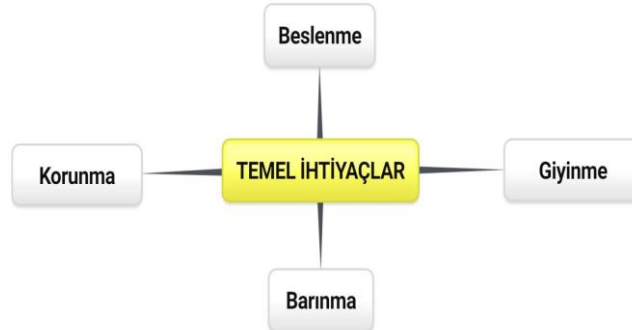 Beslenme
Korunma
TEMEL İHTİYAÇLAR
Giyinme
Barınma